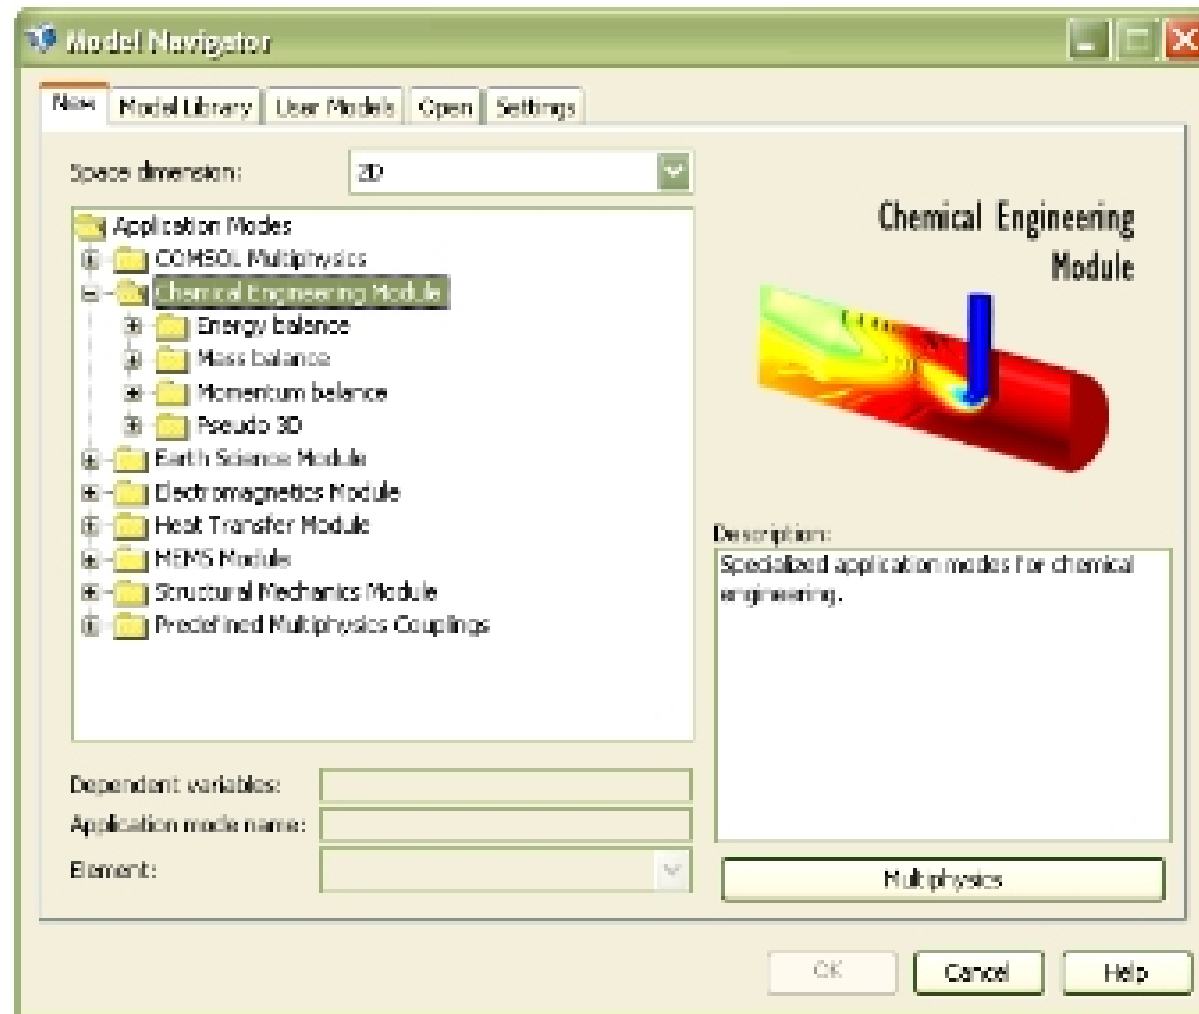 Model Navigator
New Model Library User Models Open Settings
Space dimension: 2D
Application Modes
COMSOL Multiphysics
Chemical Engineering Module
Energy balance
Mass balance
Momentum balance
Pseudo 3D
Earth Science Module
Electromagnetics Module
Heat Transfer Module
MEMS Module
Structural Mechanics Module
Predefined Multiphysics Couplings
Dependent variables:
Application mode name:
Element:
Chemical Engineering
Module
Description:
Specialized application modes for chemical
engineering.
Multiphysics
OK Cancel Help